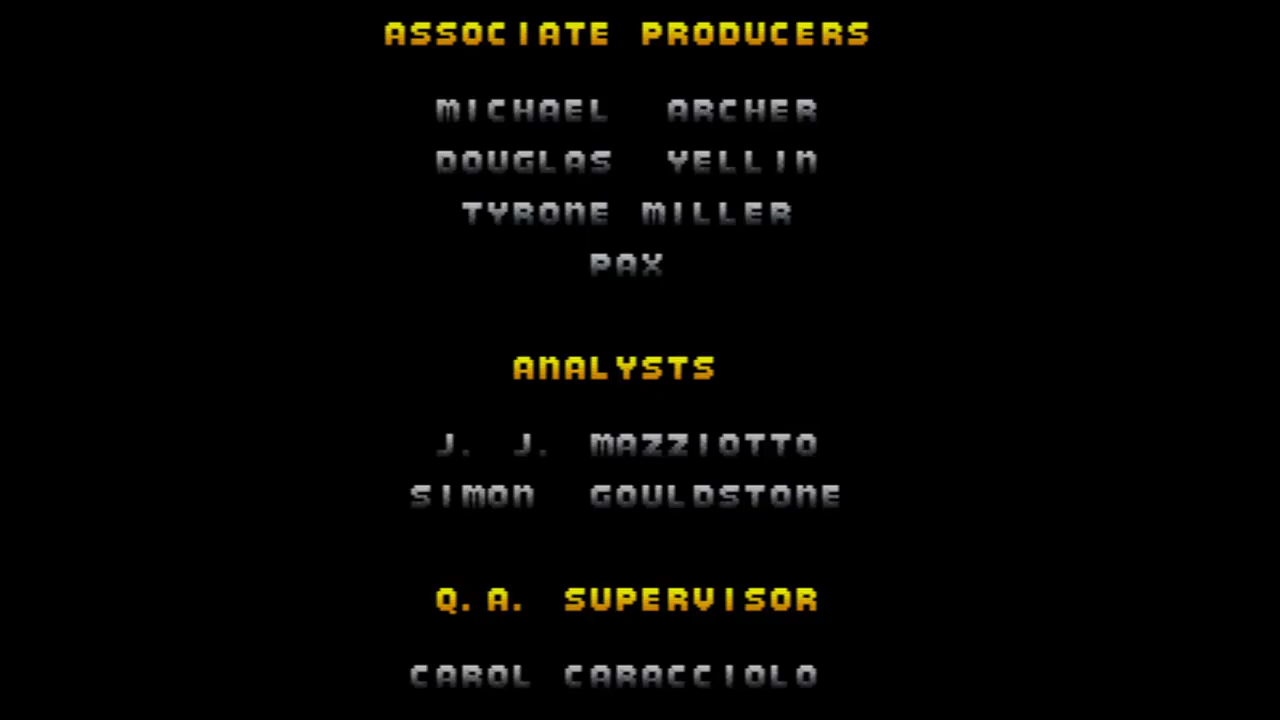 ASSOCIATE PRODUCERS
MICHAEL ARCHER
DOUGLAS YELLIN
TYRONE MILLER
PAX
ANALYSTS
J. J. MAZZIOTTO
SIMON GOULDSTONE
Q.A. SUPERVISOR
CAROL CARACCIOLO